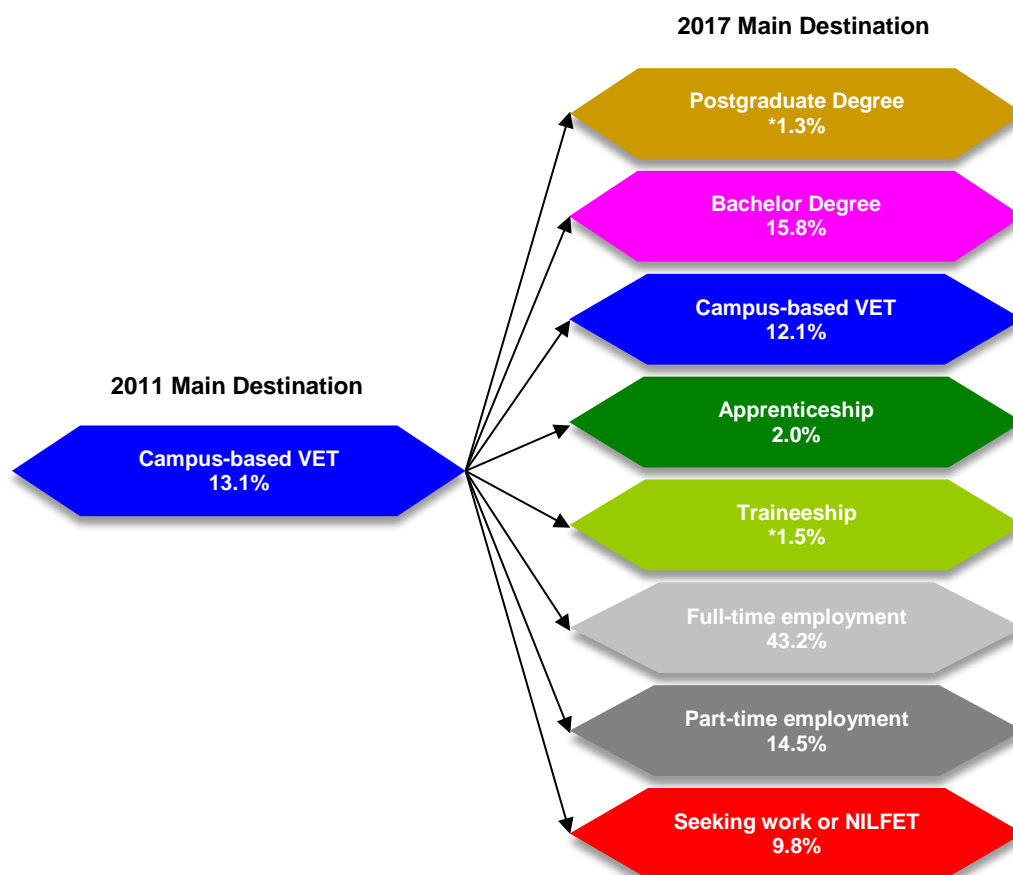 2017 Main Destination
Postgraduate Degree
*1.3%
Bachelor Degree
15.8%
Campus-based VET
12.1%
2011 Main Destination
Apprenticeship
2.0%
Campus-based VET
13.1%
Traineeship
*1.5%
Full-time employment
43.2%
Part-time employment
14.5%
Seeking work or NILFET
9.8%